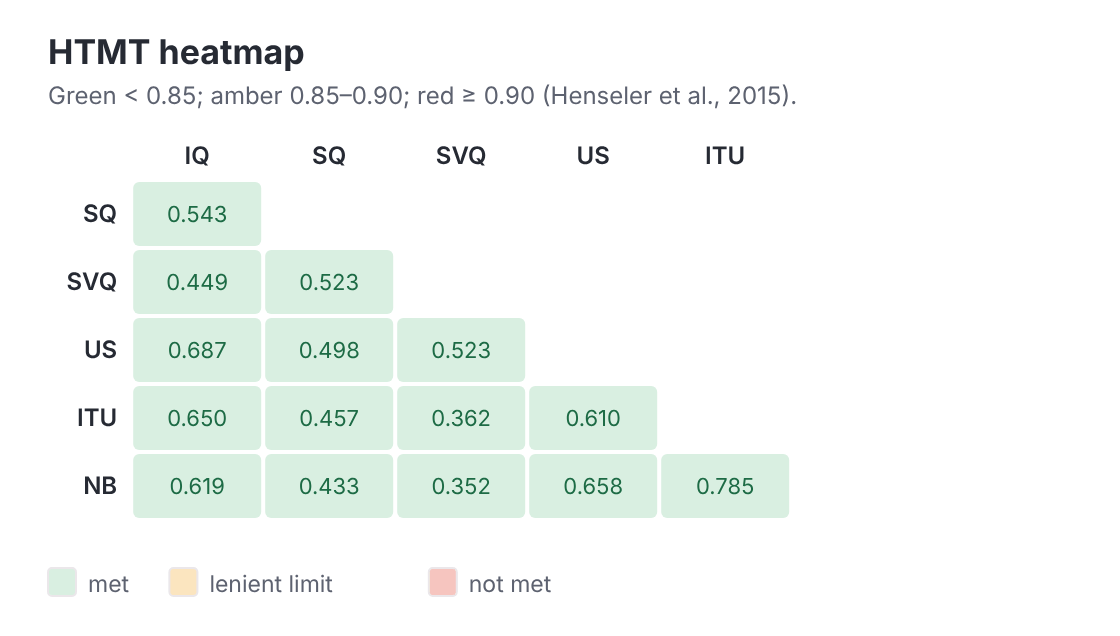 HTMT heatmap
Green < 0.85; amber 0.85–0.90; red ≥ 0.90 (Henseler et al., 2015).
IQ SQ SVQ US ITU
SQ 0.543
SVQ 0.449 0.523
US 0.687 0.498 0.523
ITU 0.650 0.457 0.362 0.610
NB 0.619 0.433 0.352 0.658 0.785
met lenient limit not met